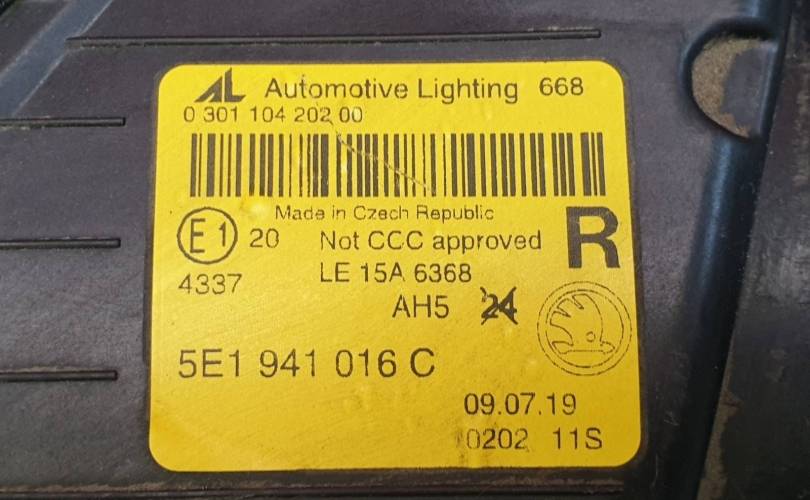 AL Automotive Lighting 668
0 301 104 202 00
Made in Czech Republic
E1 20 Not CCC approved R
4337 LE 15A 6368
AH5 24
5E1 941 016 C
09.07.19
0202 11S